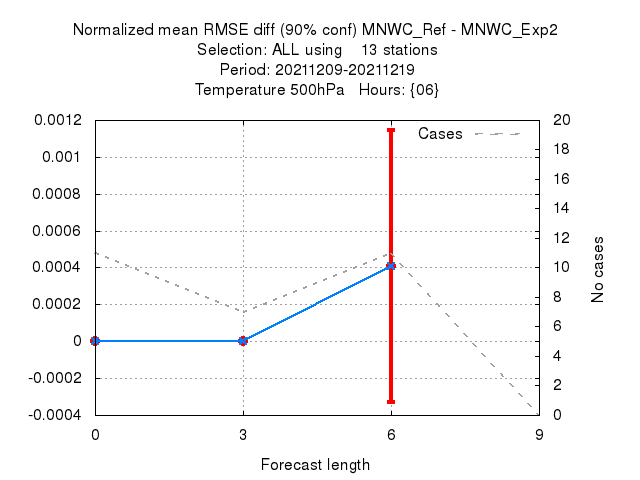 Normalized mean RMSE diff (90% conf) MNWC_Ref - MNWC_Exp2
Selection: ALL using    13 stations
Period: 20211209-20211219
Temperature 500hPa   Hours: {06}
Cases
0.0012
0.001
0.0008
0.0006
0.0004
0.0002
0
-0.0002
-0.0004
20
18
16
14
12
10
8
6
4
2
0
No cases
0 3 6 9
Forecast length